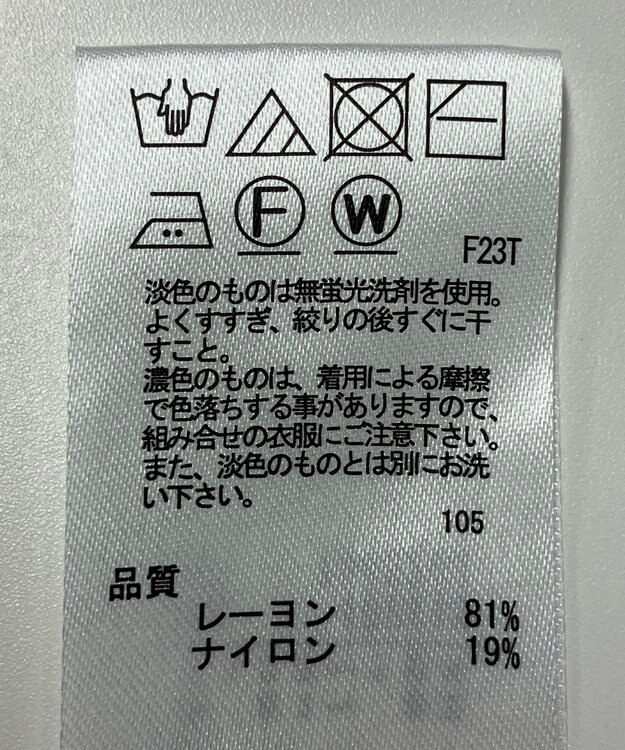 F
W
F23T
淡色のものは無蛍光洗剤を使用。
よくすすぎ、絞りの後すぐに干
すこと。
濃色のものは、着用による摩擦
で色落ちする事がありますので、
組み合せの衣服にご注意下さい。
また、淡色のものとは別にお洗
い下さい。
105
品質
レーヨン 81%
ナイロン 19%